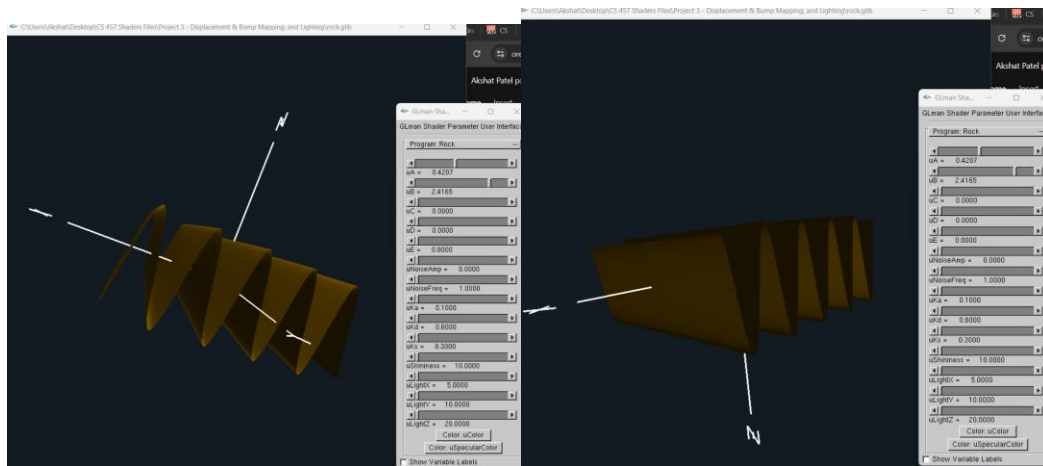 C:\Users\Akshat\Desktop\CS 457 Shaders Files\Project 3 - Displacement & Bump Mapping, and Lighting\rock.glib
CS
Akshat Patel
GLman Sha...
GLman Shader Parameter User Interface
Program: Rock
uA = 0.4207
uB = 2.4165
uC = 0.0000
uD = 0.0000
uE = 0.0000
uNoiseAmp = 0.0000
uNoiseFreq = 1.0000
uKa = 0.1000
uKd = 0.6000
uKs = 0.3000
uShininess = 10.0000
uLightX = 5.0000
uLightY = 10.0000
uLightZ = 20.0000
Color: uColor
Color: uSpecularColor
Show Variable Labels
C:\Users\Akshat\Desktop\CS 457 Shaders Files\Project 3 - Displacement & Bump Mapping, and Lighting\rock.glib
CS
Akshat Patel
GLman Sha...
GLman Shader Parameter User Interfa
Program: Rock
uA = 0.4207
uB = 2.4165
uC = 0.0000
uD = 0.0000
uE = 0.0000
uNoiseAmp = 0.0000
uNoiseFreq = 1.0000
uKa = 0.1000
uKd = 0.6000
uKs = 0.3000
uShininess = 10.0000
uLightX = 5.0000
uLightY = 10.0000
uLightZ = 20.0000
Color: uColor
Color: uSpecularColor
Show Variable Labels